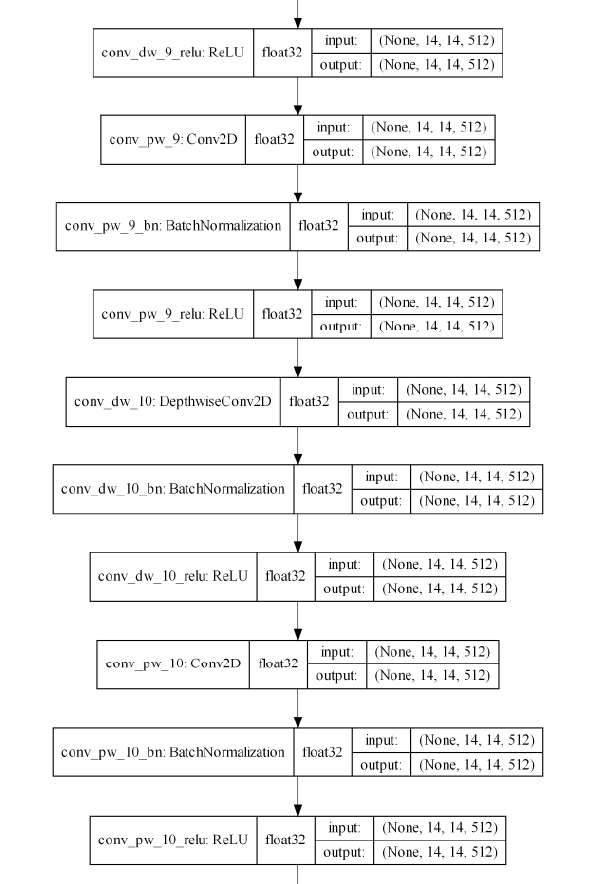 conv_dw_9_relu: ReLU float32 input: (None, 14, 14, 512)
output: (None, 14, 14, 512)
conv_pw_9: Conv2D float32 input: (None, 14, 14, 512)
output: (None, 14, 14, 512)
conv_pw_9_bn: BatchNormalization float32 input: (None, 14, 14, 512)
output: (None, 14, 14, 512)
conv_pw_9_relu: ReLU float32 input: (None, 14, 14, 512)
output: (None, 14, 14, 512)
conv_dw_10: DepthwiseConv2D float32 input: (None, 14, 14, 512)
output: (None, 14, 14, 512)
conv_dw_10_bn: BatchNormalization float32 input: (None, 14, 14, 512)
output: (None, 14, 14, 512)
conv_dw_10_relu: ReLU float32 input: (None, 14, 14, 512)
output: (None, 14, 14, 512)
conv_pw_10: Conv2D float32 input: (None, 14, 14, 512)
output: (None, 14, 14, 512)
conv_pw_10_bn: BatchNormalization float32 input: (None, 14, 14, 512)
output: (None, 14, 14, 512)
conv_pw_10_relu: ReLU float32 input: (None, 14, 14, 512)
output: (None, 14, 14, 512)